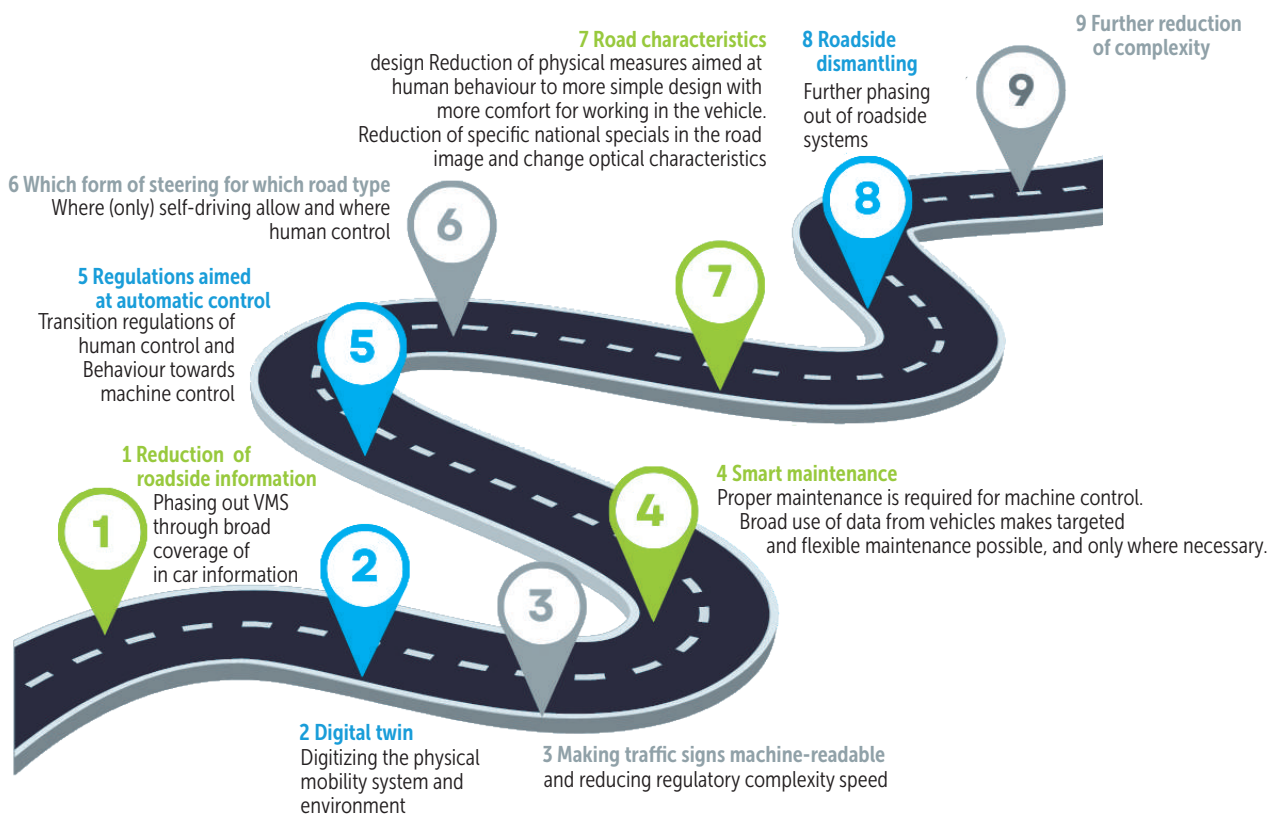 1 Reduction of
roadside information
Phasing out VMS
through broad
coverage of
in car information
1
2 Digital twin
Digitizing the physical
mobility system and
environment
2
3 Making traffic signs machine-readable
and reducing regulatory complexity speed
3
4 Smart maintenance
Proper maintenance is required for machine control.
Broad use of data from vehicles makes targeted
and flexible maintenance possible, and only where necessary.
4
5 Regulations aimed
at automatic control
Transition regulations of
human control and
Behaviour towards
machine control
5
6 Which form of steering for which road type
Where (only) self-driving allow and where
human control
6
7 Road characteristics
design Reduction of physical measures aimed at
human behaviour to more simple design with
more comfort for working in the vehicle.
Reduction of specific national specials in the road
image and change optical characteristics
7
8 Roadside
dismantling
Further phasing
out of roadside
systems
8
9 Further reduction
of complexity
9